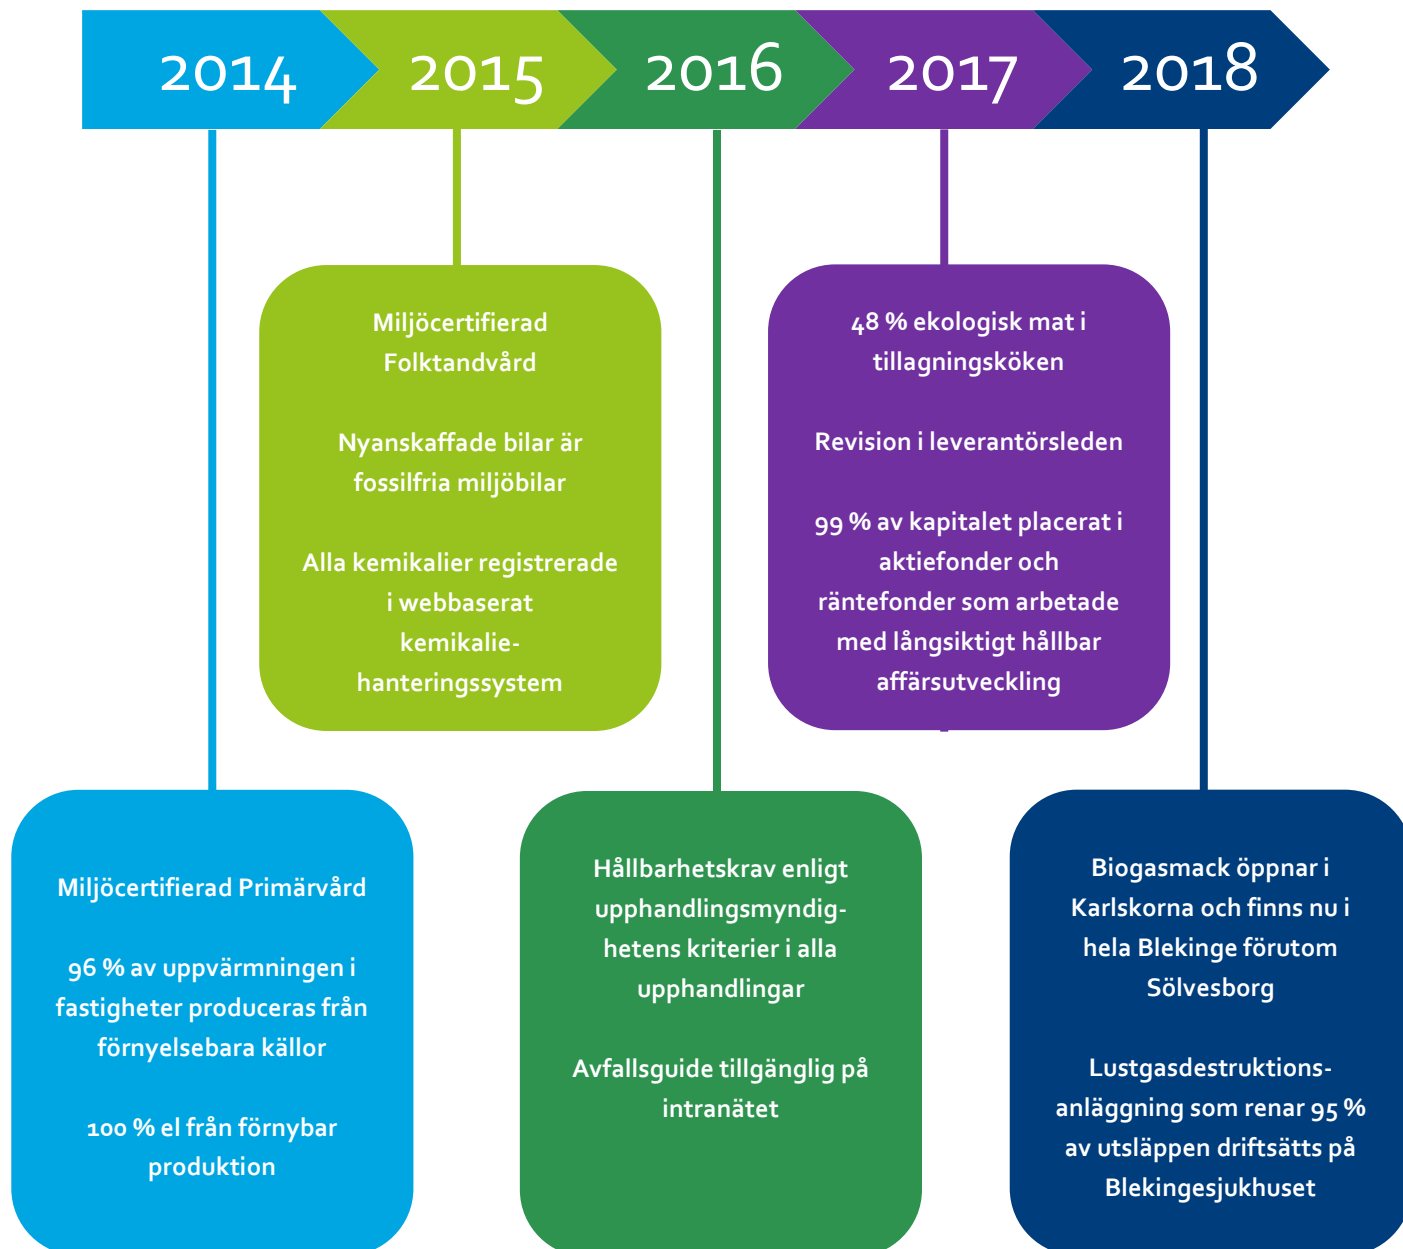 2014 2015 2016 2017 2018
Miljöcertifierad
Folktandvård
Nyanskaffade bilar är
fossilfria miljöbilar
Alla kemikalier registrerade
i webbaserat
kemikalie-
hanteringssystem
48 % ekologisk mat i
tillagningsköken
Revision i leverantörsleden
99 % av kapitalet placerat i
aktiefonder och
räntefonder som arbetade
med långsiktigt hållbar
affärsutveckling
Miljöcertifierad Primärvård
96 % av uppvärmningen i
fastigheter produceras från
förnyelsebara källor
100 % el från förnybar
produktion
Hållbarhetskrav enligt
upphandlingsmyndig-
hetens kriterier i alla
upphandlingar
Avfallsguide tillgänglig på
intranätet
Biogasmack öppnar i
Karlskorna och finns nu i
hela Blekinge förutom
Sölvesborg
Lustgasdestruktions-
anläggning som renar 95 %
av utsläppen driftsätts på
Blekingesjukhuset